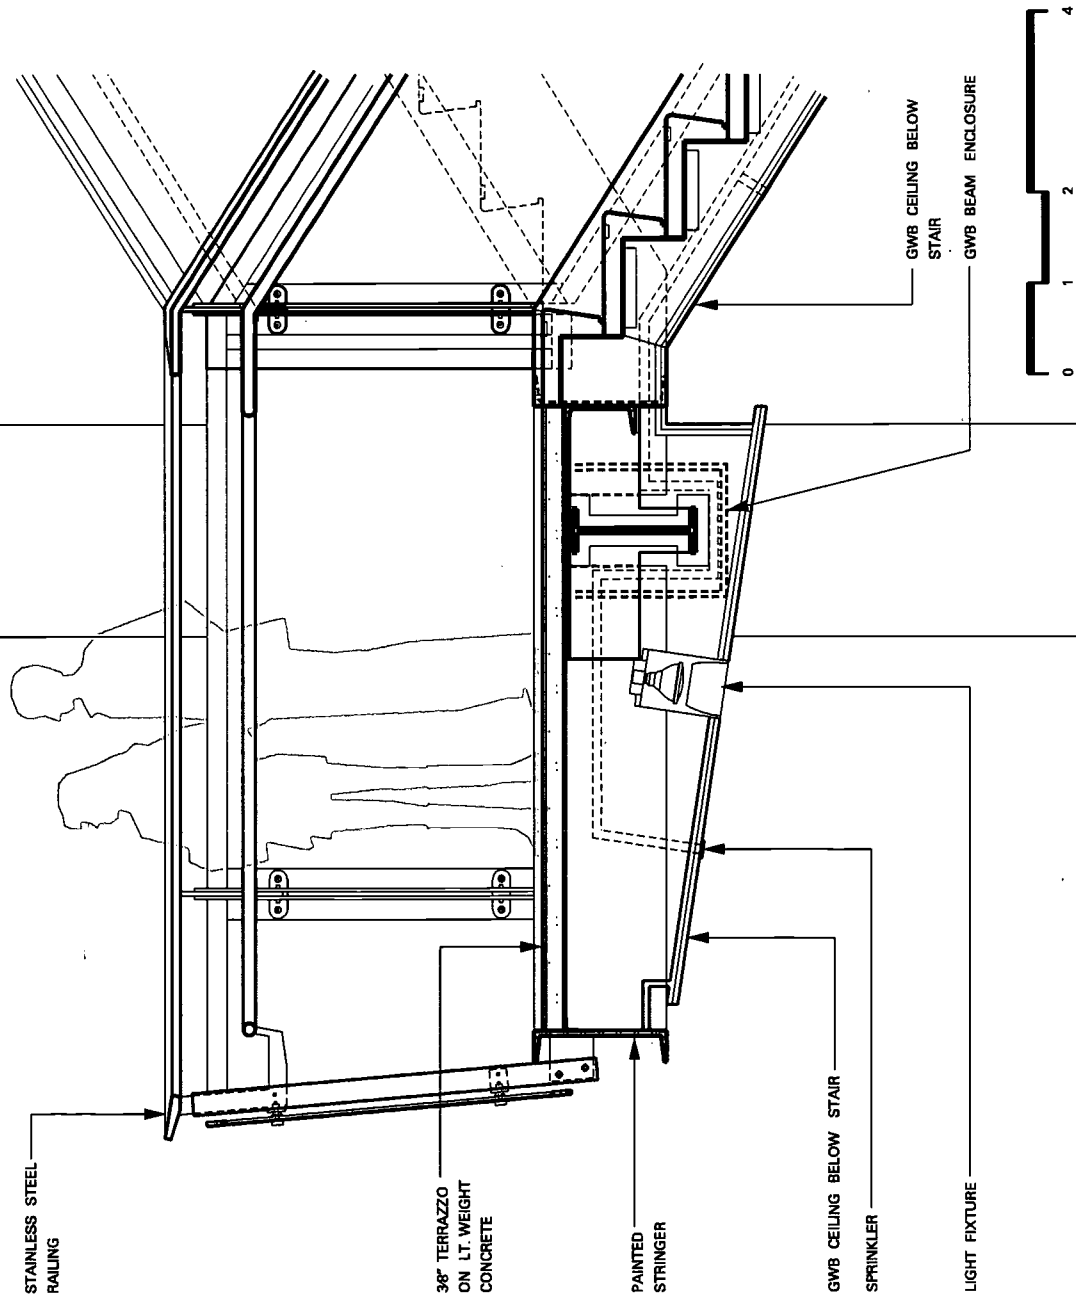 STAINLESS STEEL
RAILING
3/8" TERRAZZO
ON LT. WEIGHT
CONCRETE
PAINTED
STRINGER
GWB CEILING BELOW STAIR
SPRINKLER
LIGHT FIXTURE
GWB CEILING BELOW
STAIR
GWB BEAM ENCLOSURE
0 1 2 4